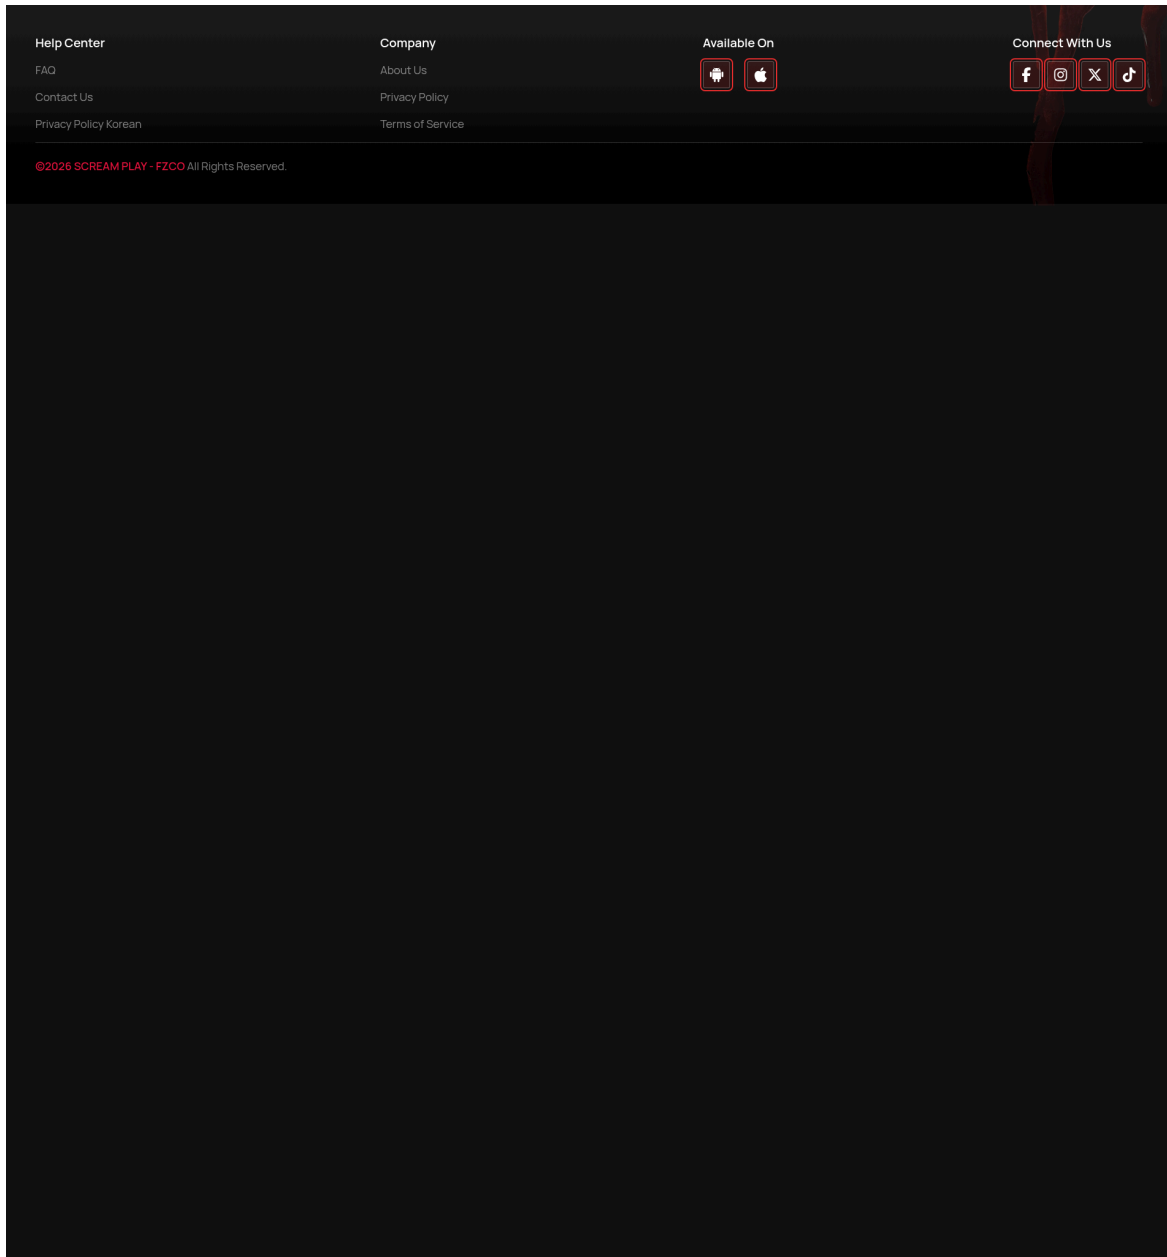 Help Center
FAQ
Contact Us
Privacy Policy Korean
Company
About Us
Privacy Policy
Terms of Service
Available On
Connect With Us
©2026 SCREAM PLAY - FZCO All Rights Reserved.